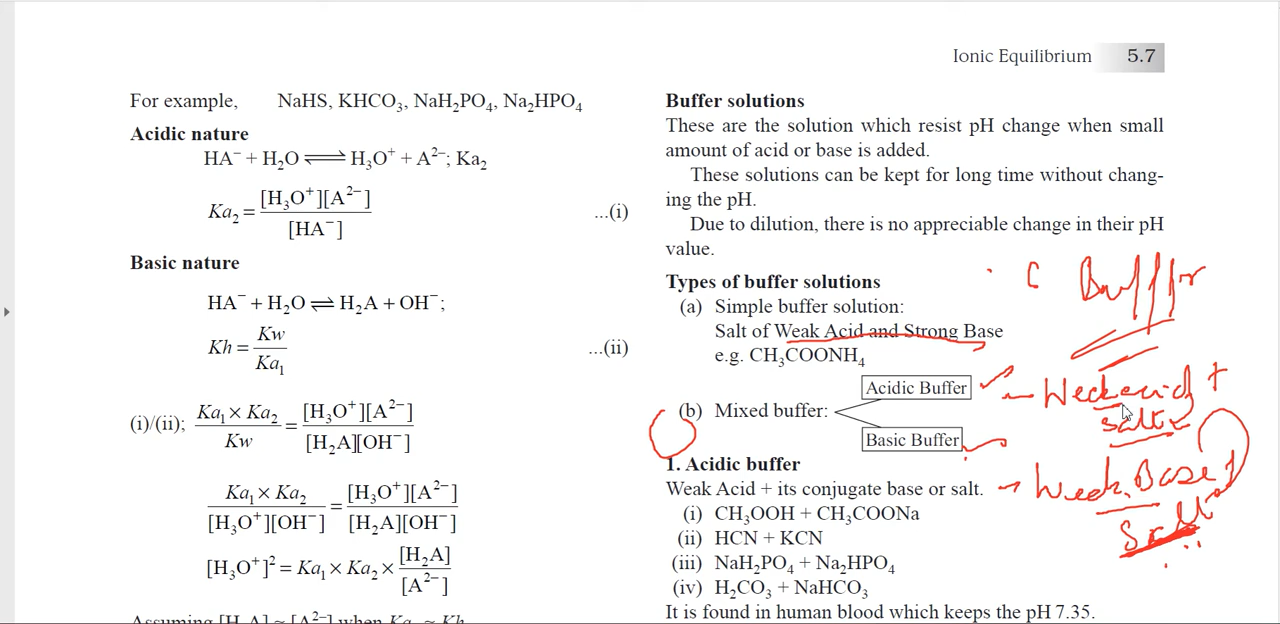 Ionic Equilibrium 5.7
For example, NaHS, KHCO₃, NaH₂PO₄, Na₂HPO₄
Acidic nature
HA⁻ + H₂O ⇌ H₃O⁺ + A²⁻; Ka₂
Ka₂ = [H₃O⁺][A²⁻] / [HA⁻] ...(i)
Basic nature
HA⁻ + H₂O ⇌ H₂A + OH⁻;
Kh = Kw / Ka₁ ...(ii)
(i)/(ii); Ka₁ × Ka₂ / Kw = [H₃O⁺][A²⁻] / [H₂A][OH⁻]
Ka₁ × Ka₂ / [H₃O⁺][OH⁻] = [H₃O⁺][A²⁻] / [H₂A][OH⁻]
[H₃O⁺]² = Ka₁ × Ka₂ × [H₂A] / [A²⁻]
Assuming [H₂A] ≃ [A²⁻] when Ka₂ ≃ Kh
Buffer solutions
These are the solution which resist pH change when small
amount of acid or base is added.
These solutions can be kept for long time without chang-
ing the pH.
Due to dilution, there is no appreciable change in their pH
value.
Types of buffer solutions
(a) Simple buffer solution:
Salt of Weak Acid and Strong Base
e.g. CH₃COONH₄
(b) Mixed buffer:
Acidic Buffer
Basic Buffer
1. Acidic buffer
Weak Acid + its conjugate base or salt.
(i) CH₃OOH + CH₃COONa
(ii) HCN + KCN
(iii) NaH₂PO₄ + Na₂HPO₄
(iv) H₂CO₃ + NaHCO₃
It is found in human blood which keeps the pH 7.35.
Buffer
Weak acid +
salt
Weak Base +
Salt